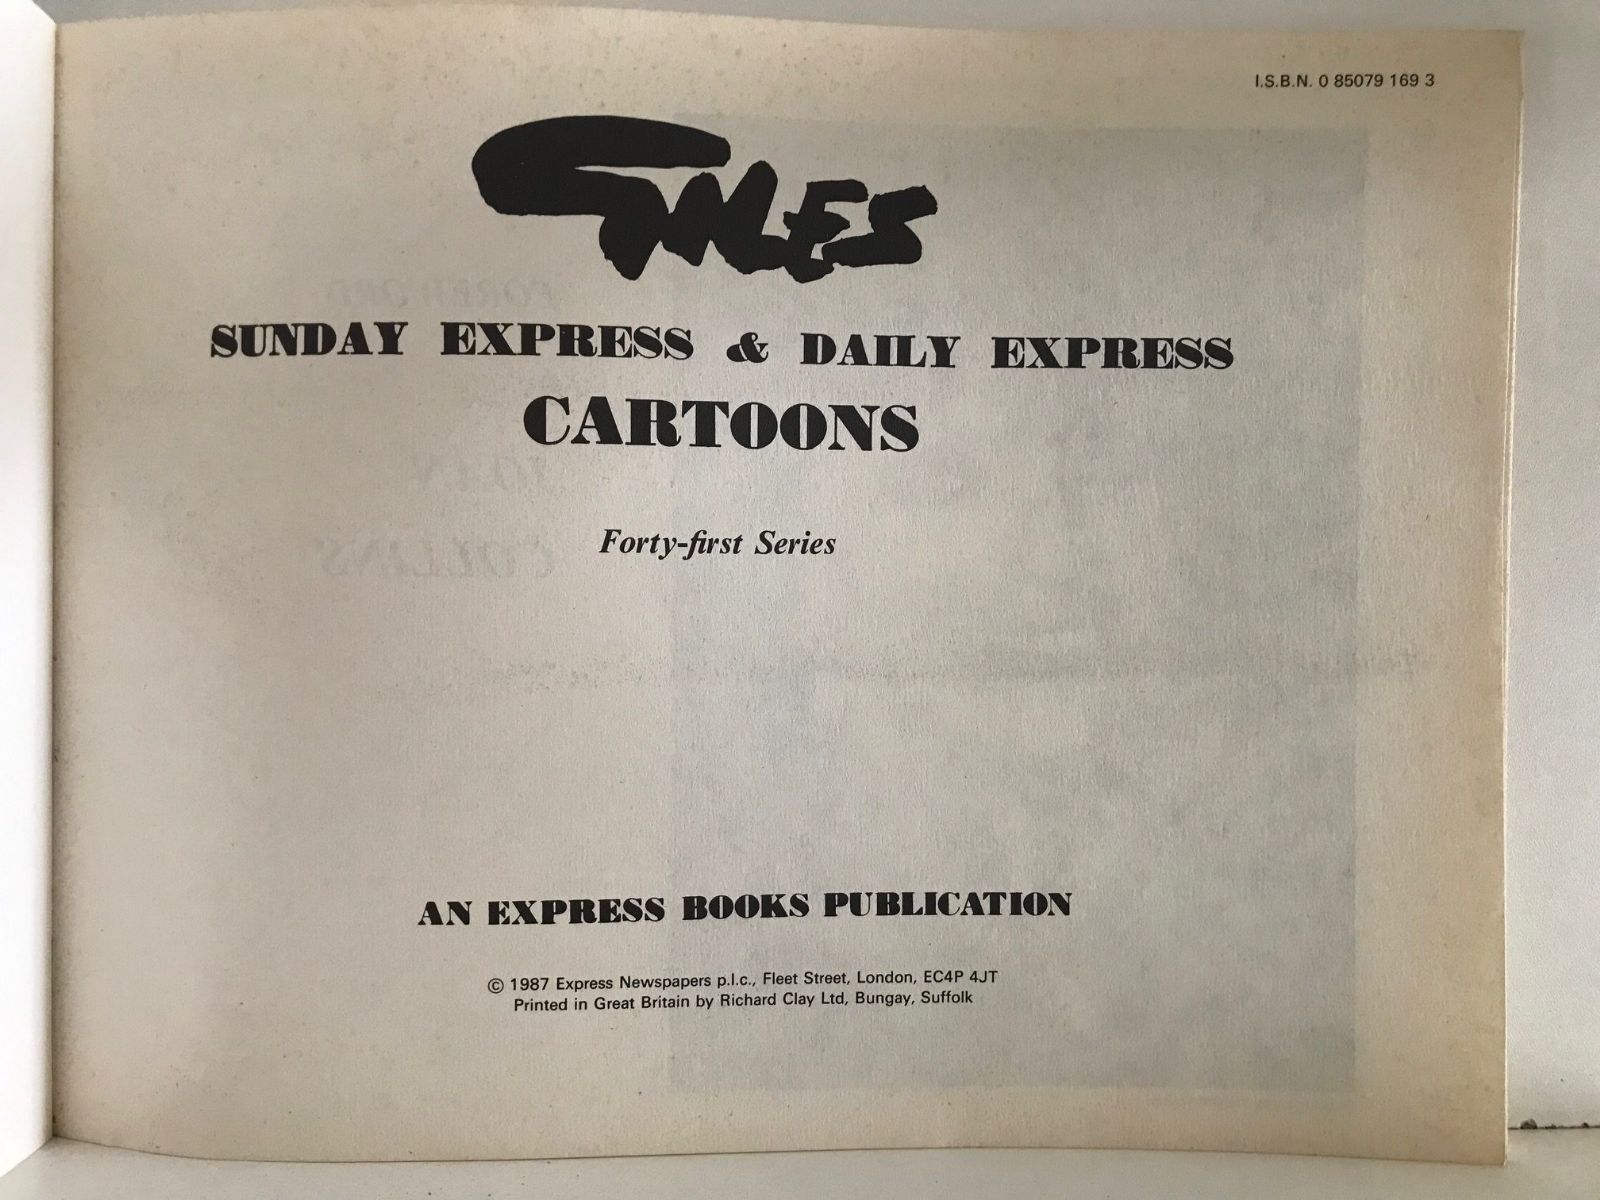 I.S.B.N. 0 85079 169 3
GILES
SUNDAY EXPRESS & DAILY EXPRESS
CARTOONS
Forty-first Series
AN EXPRESS BOOKS PUBLICATION
© 1987 Express Newspapers p.l.c., Fleet Street, London, EC4P 4JT
Printed in Great Britain by Richard Clay Ltd, Bungay, Suffolk